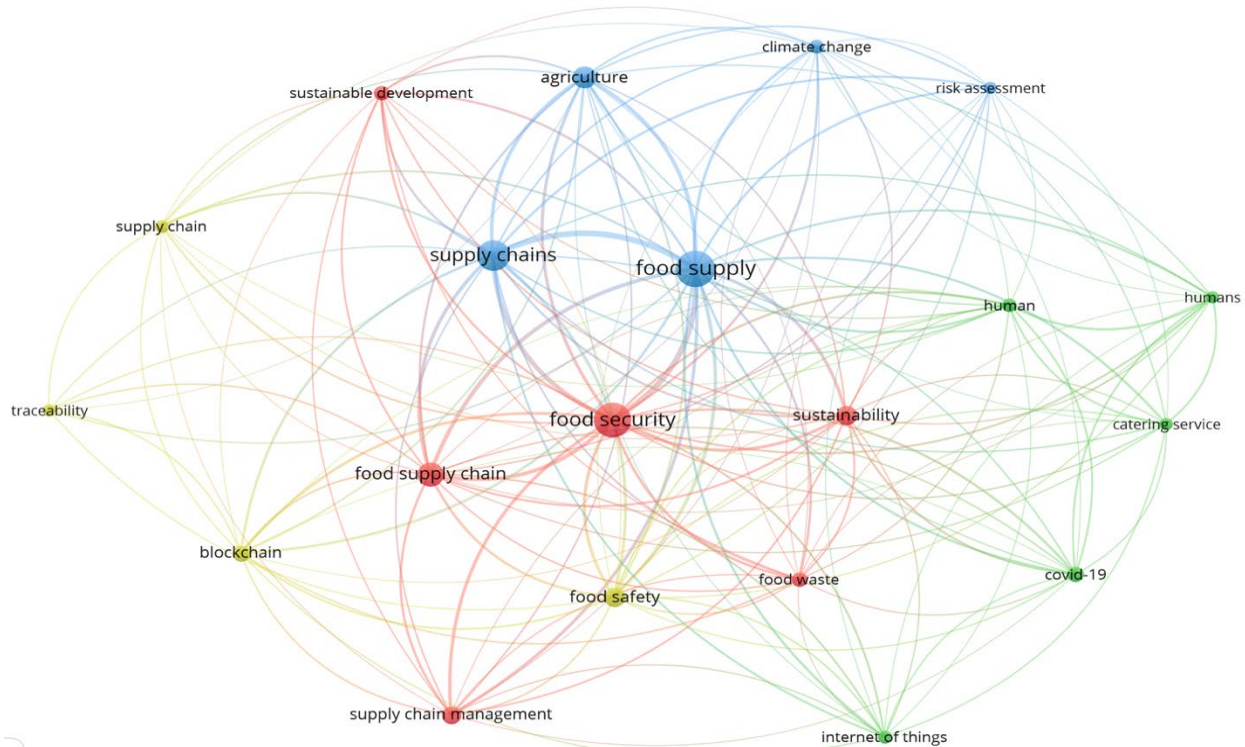 climate change
agriculture
risk assessment
sustainable development
supply chain
supply chains
food supply
humans
human
traceability
food security
sustainability
catering service
food supply chain
blockchain
covid-19
food waste
food safety
supply chain management
internet of things